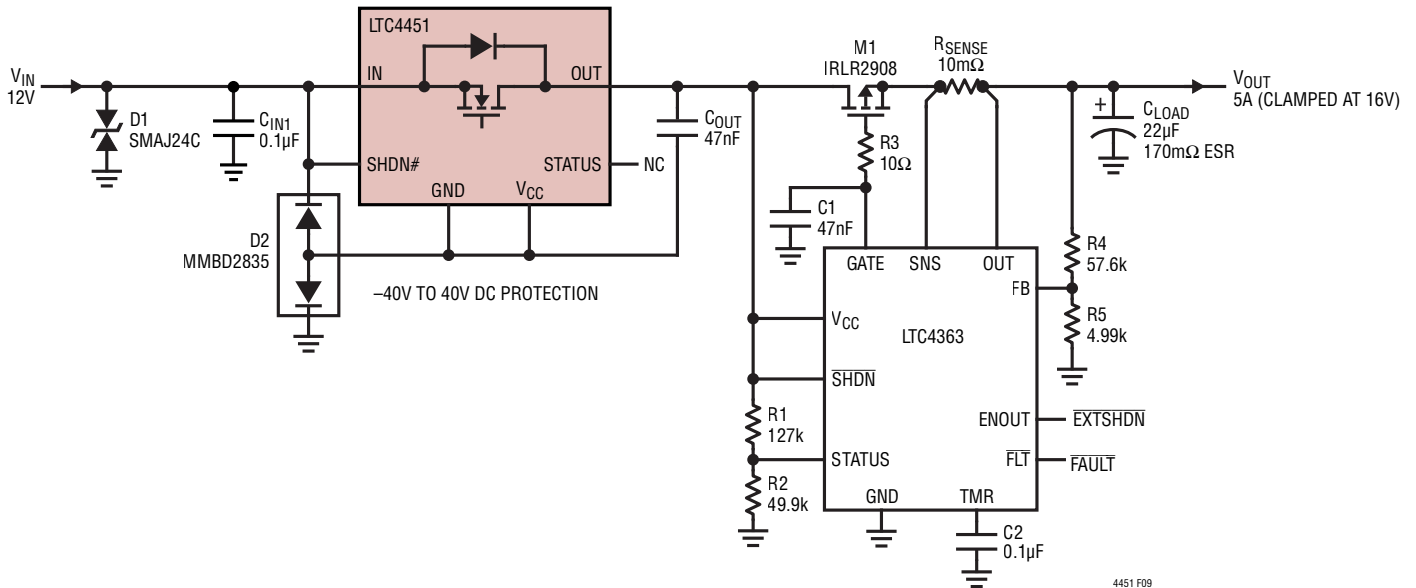 LTC4451
VIN
12V
D1
SMAJ24C
CIN1
0.1µF
IN
OUT
SHDN#
STATUS
NC
GND
VCC
D2
MMBD2835
–40V TO 40V DC PROTECTION
COUT
47nF
M1
IRLR2908
RSENSE
10mΩ
R3
10Ω
C1
47nF
VOUT
5A (CLAMPED AT 16V)
+
CLOAD
22µF
170mΩ ESR
GATE
SNS
OUT
FB
R4
57.6k
R5
4.99k
VCC
LTC4363
SHDN
R1
127k
STATUS
R2
49.9k
ENOUT
EXTSHDN
FLT
FAULT
GND
TMR
C2
0.1µF
4451 F09